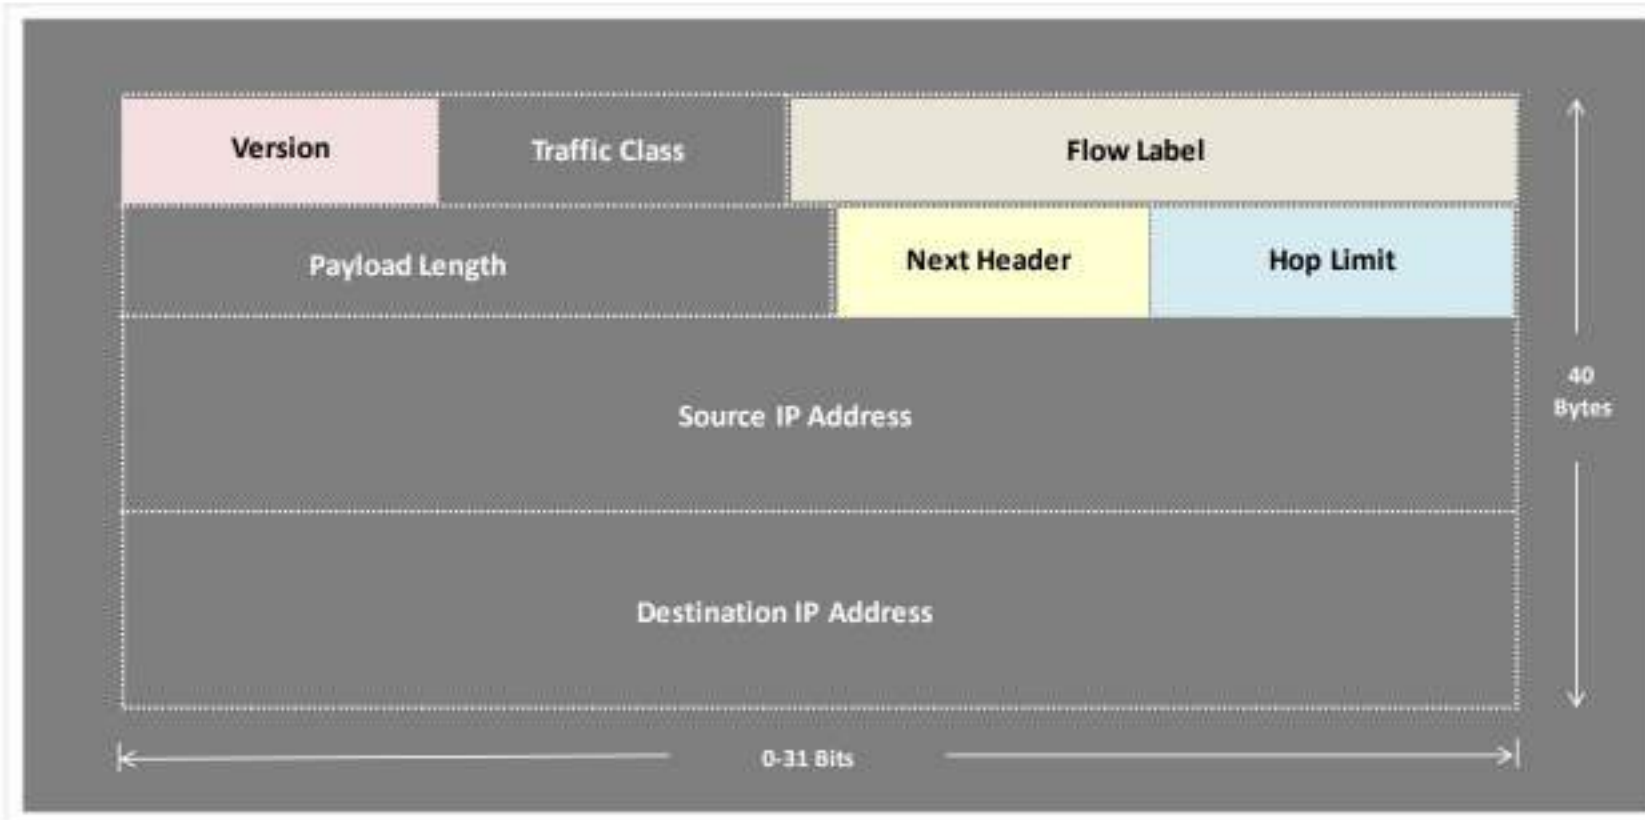 Version
Traffic Class
Flow Label
Payload Length
Next Header
Hop Limit
Source IP Address
40
Bytes
Destination IP Address
0-31 Bits